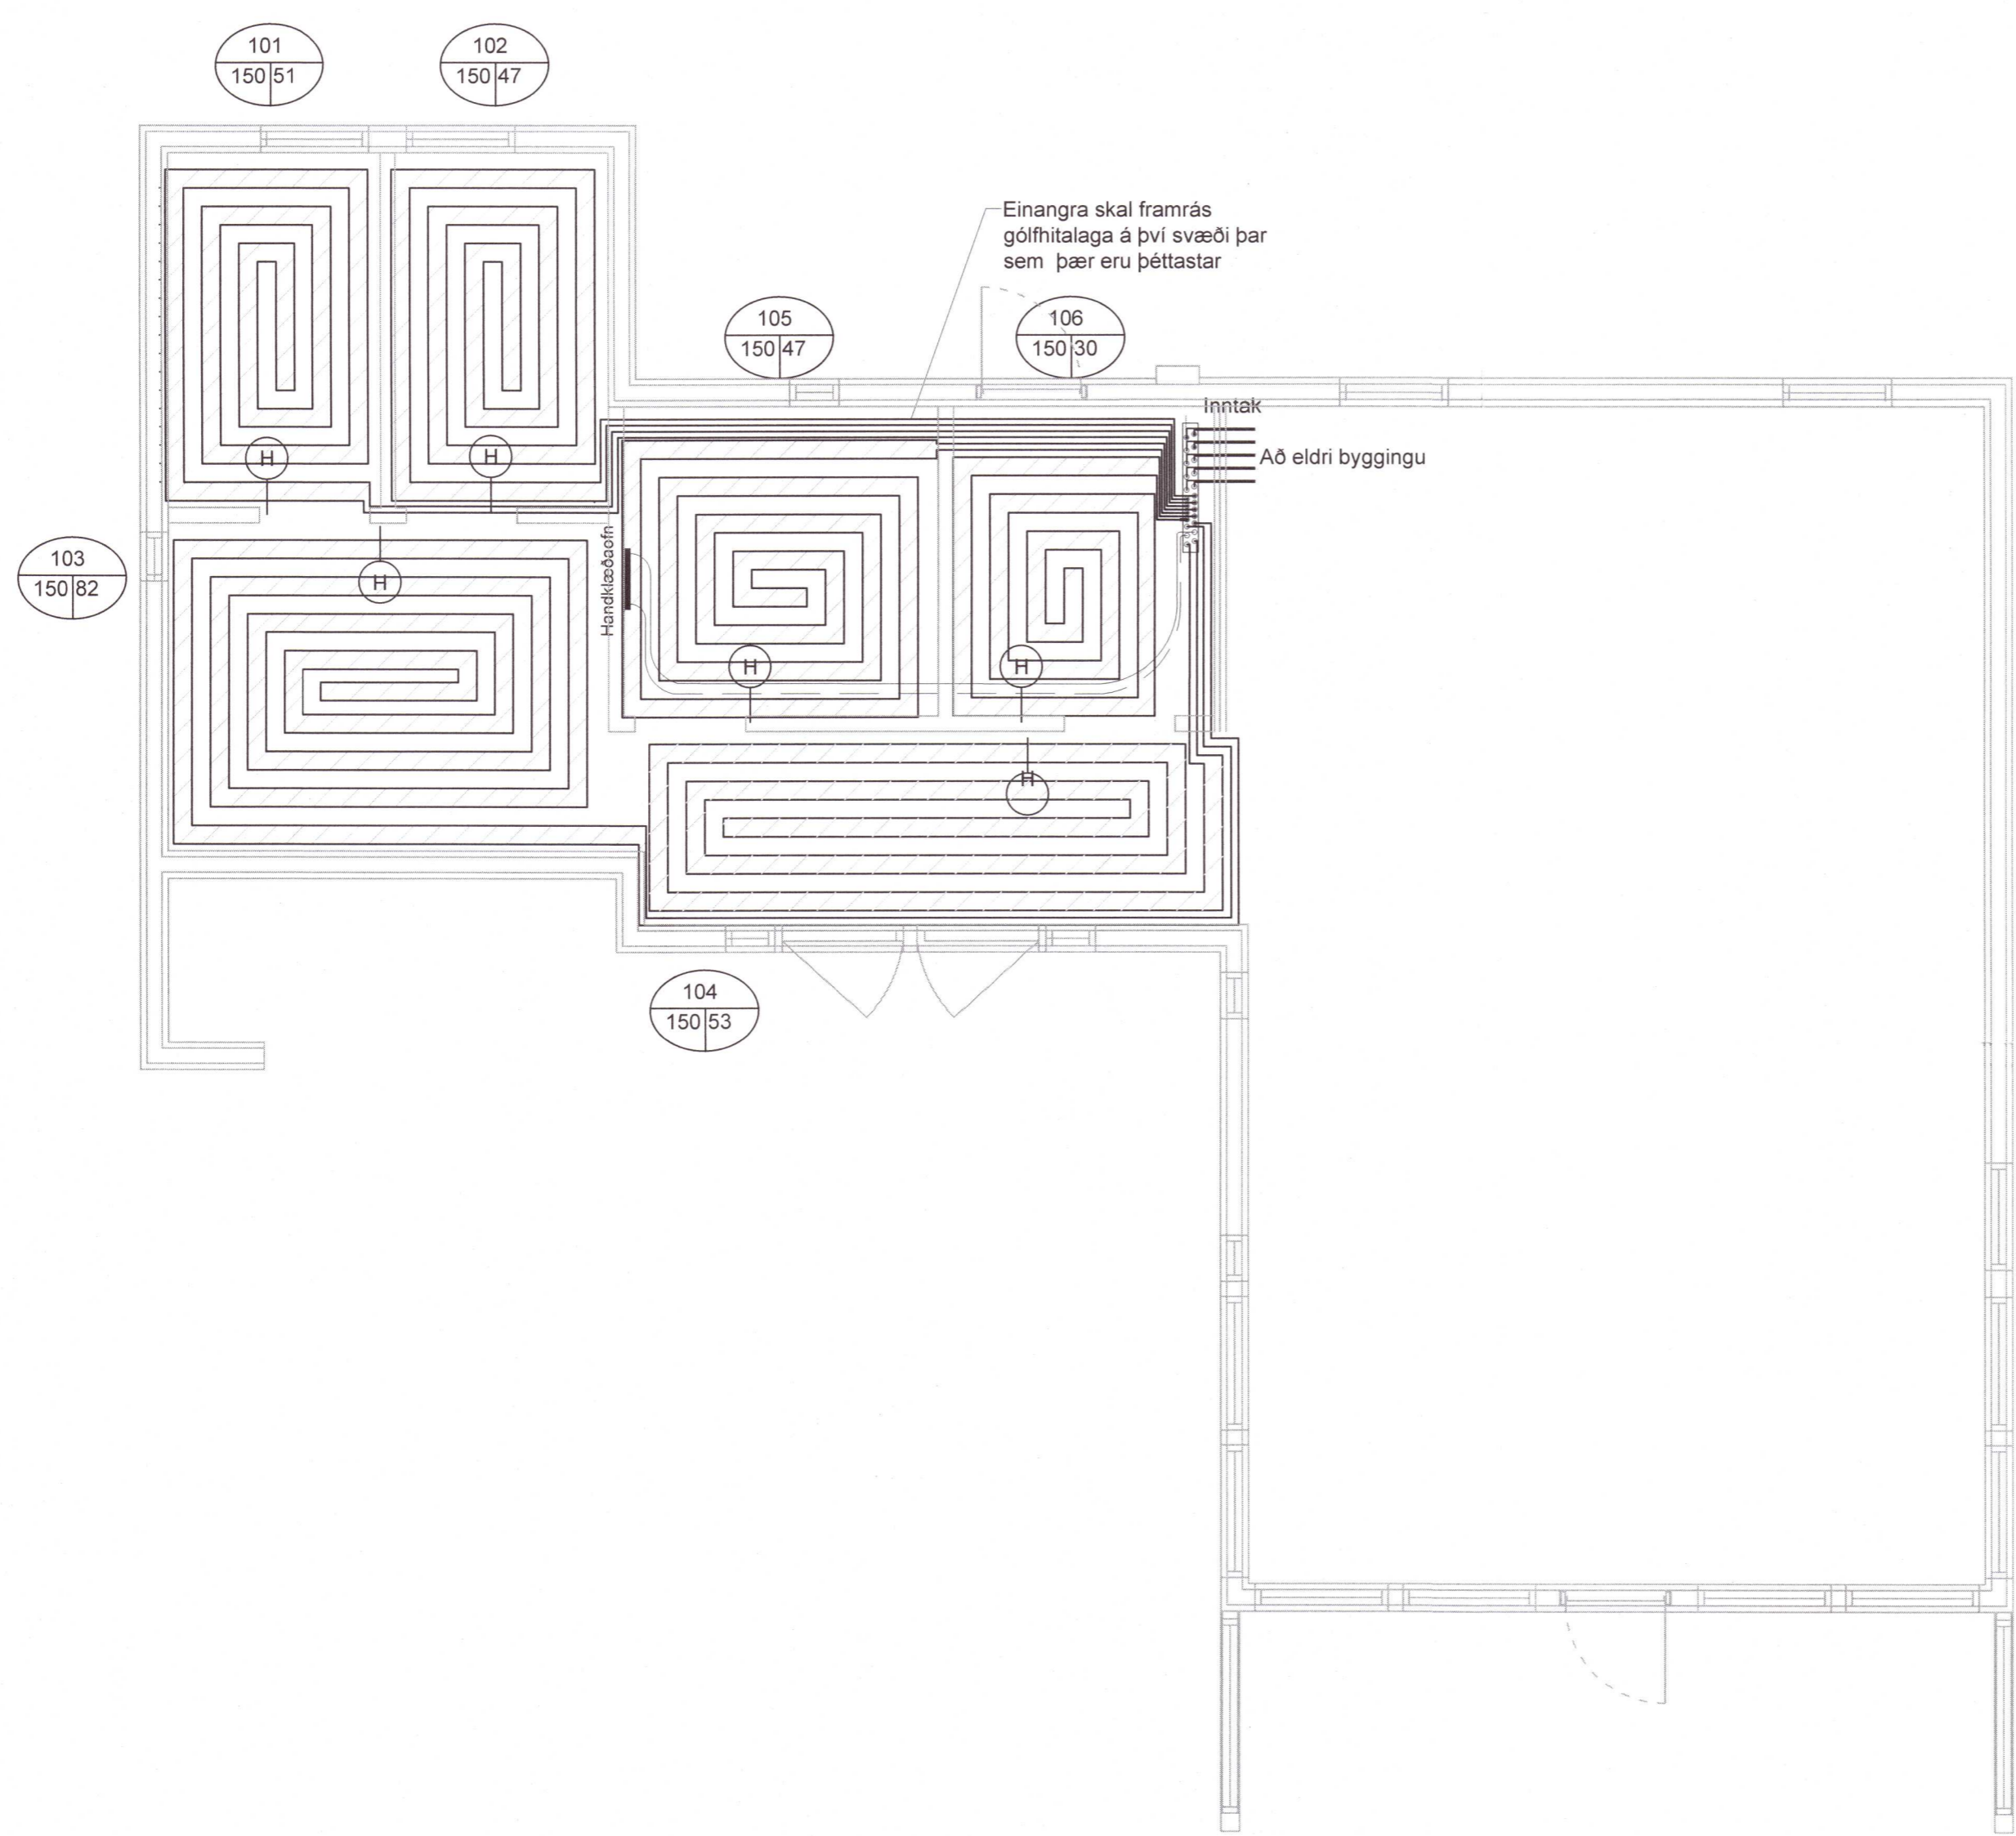 101
150 51
102
150 47
Einangra skal framrás
gólfhitalaga á því svæði þar
sem þær eru þéttastar
105
150 47
106
150 30
Inntak
Að eldri byggingu
H
H
Handklæðaofn
103
150 82
H
H
H
H
104
150 53